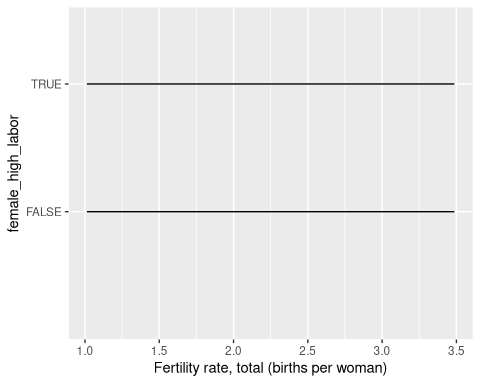 female_high_labor
TRUE
FALSE
1.0 1.5 2.0 2.5 3.0 3.5
Fertility rate, total (births per woman)